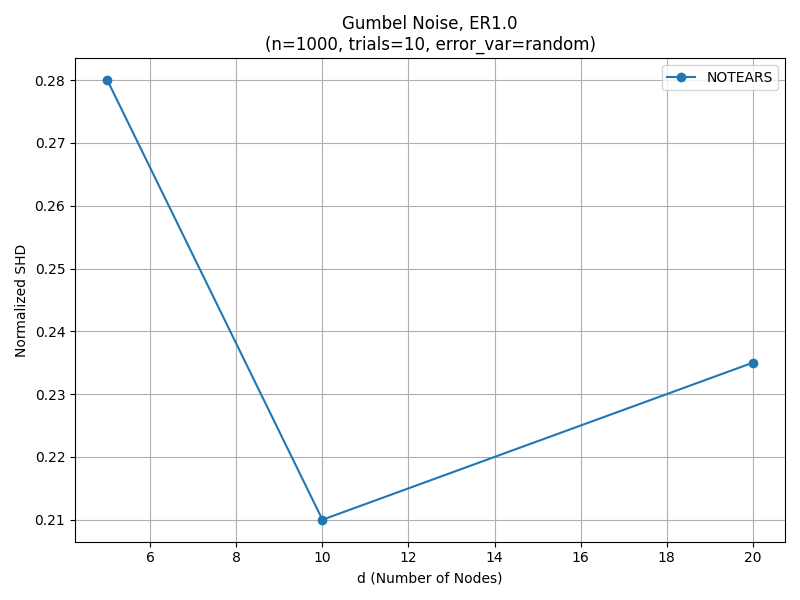 Gumbel Noise, ER1.0
(n=1000, trials=10, error_var=random)
NOTEARS
Normalized SHD
0.28
0.27
0.26
0.25
0.24
0.23
0.22
0.21
6 8 10 12 14 16 18 20
d (Number of Nodes)